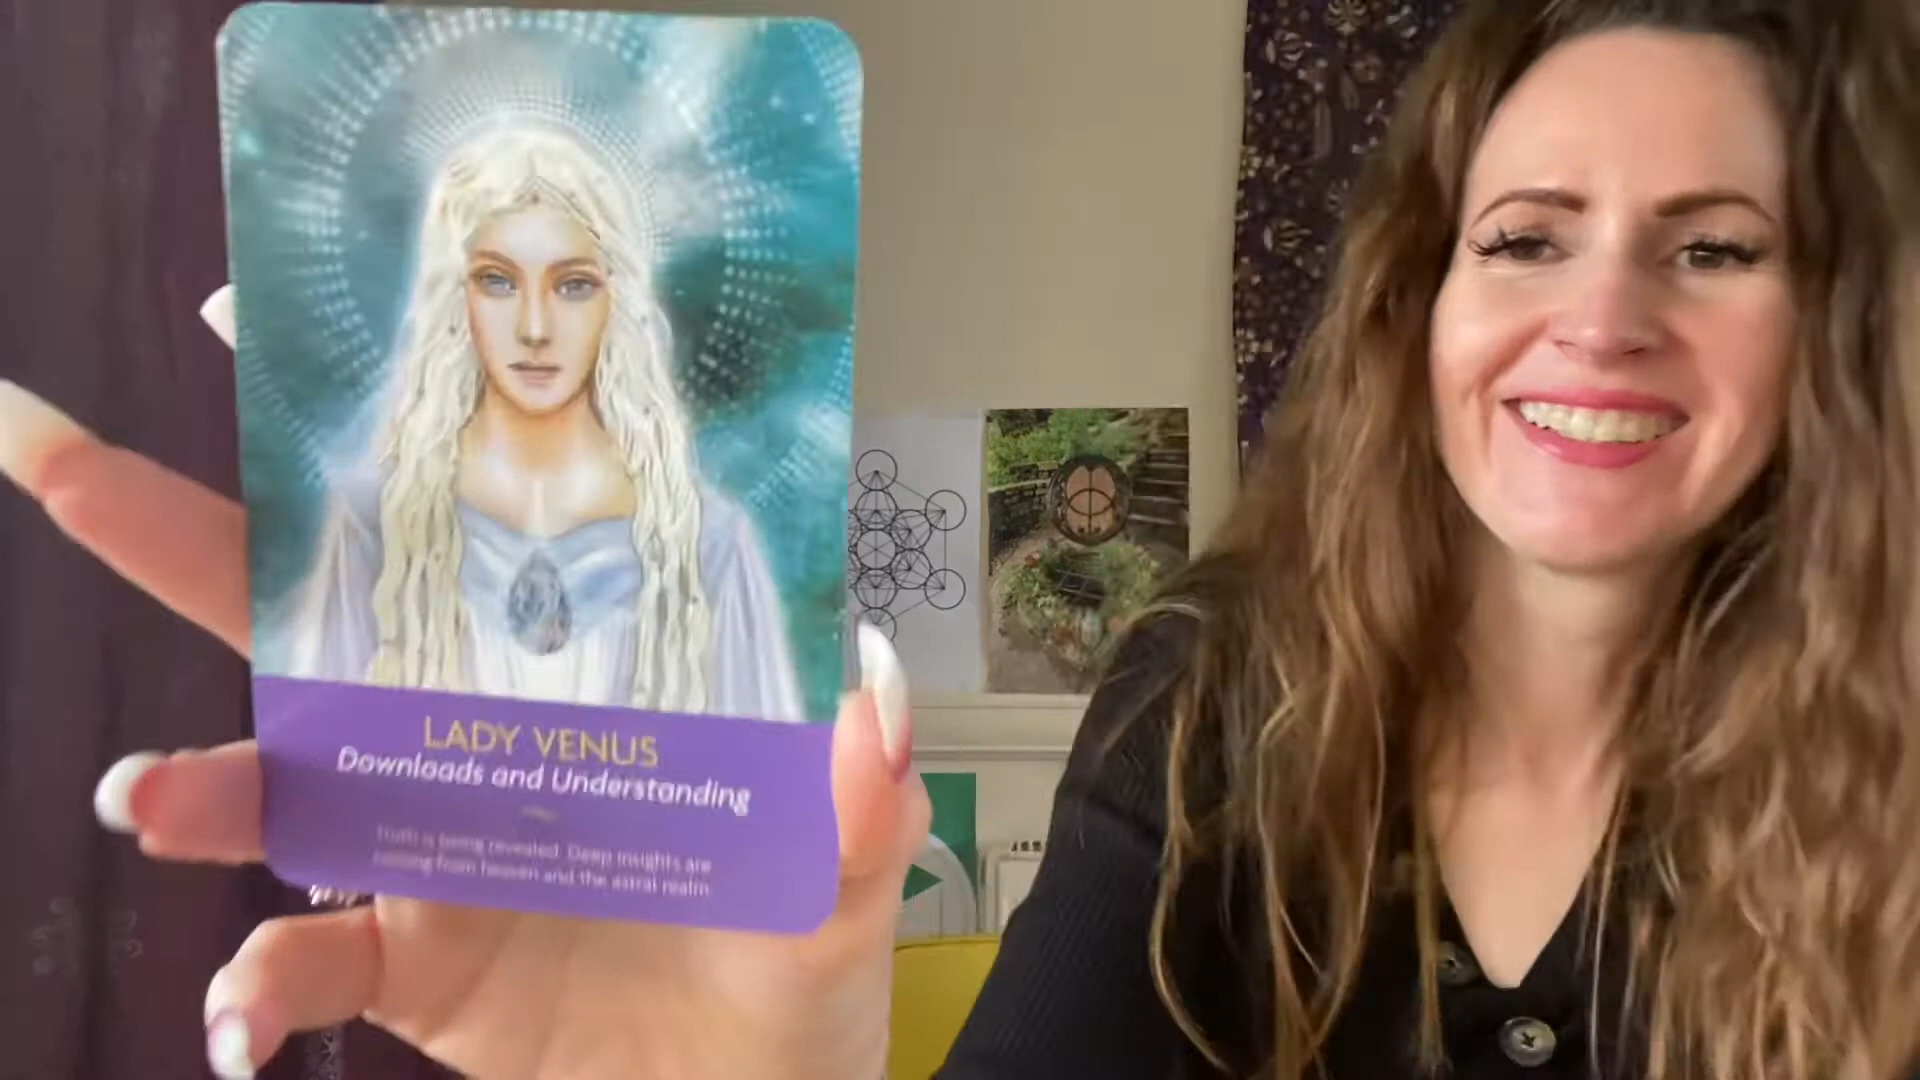 LADY VENUS
Downloads and Understanding
Truth is being revealed. Deep insights are
coming from heaven and the astral realm